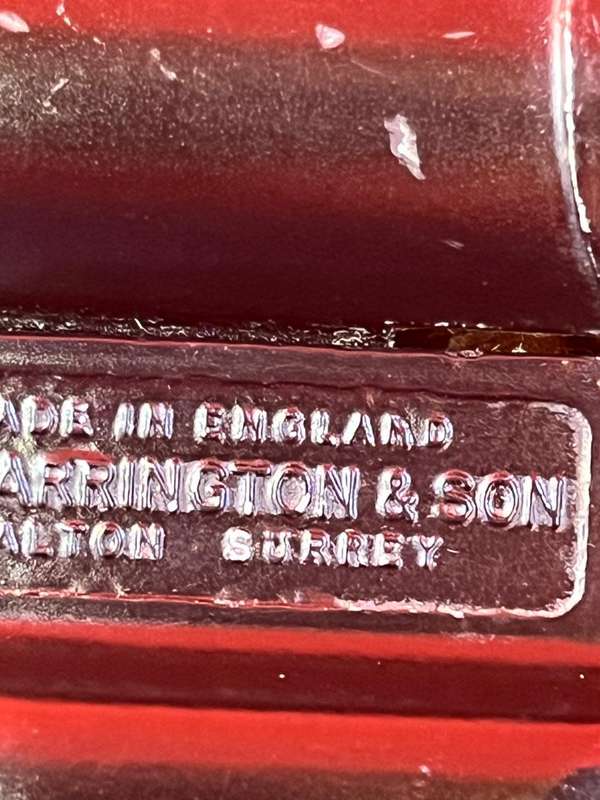 ADE IN ENGLAND
ARRINGTON & SON
ALTON SURREY